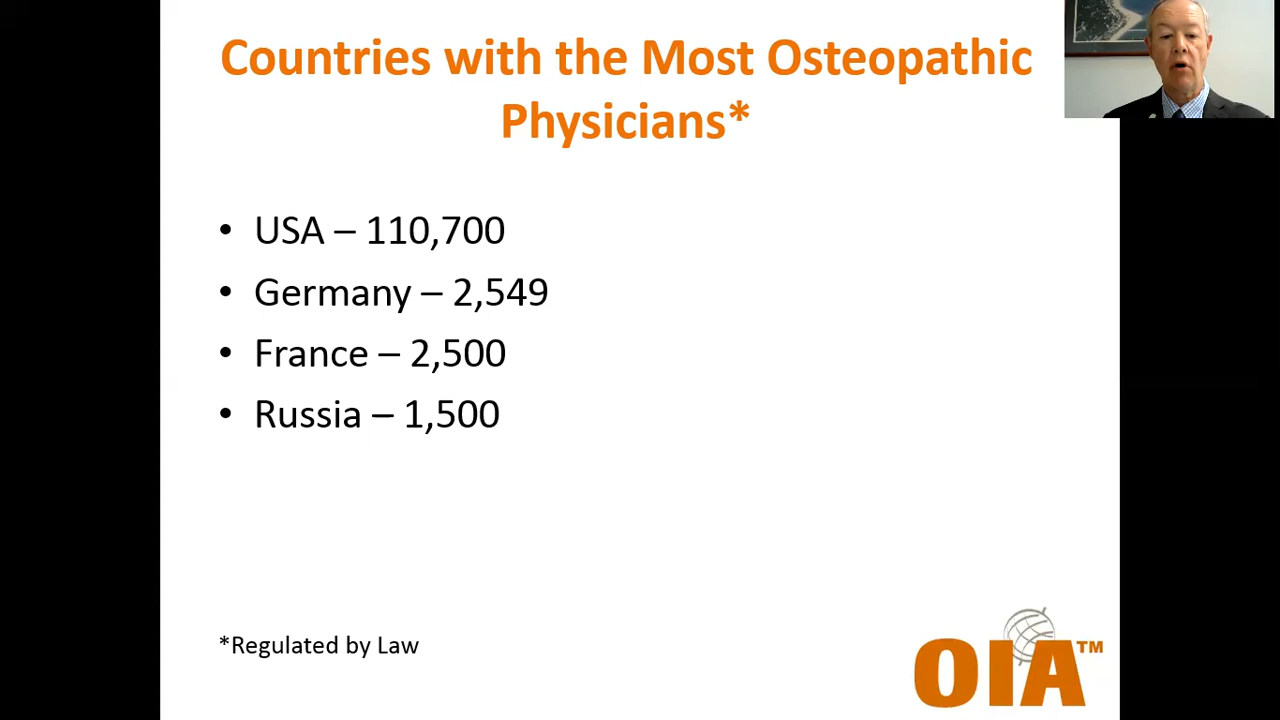 Countries with the Most Osteopathic
Physicians*
• USA – 110,700
• Germany – 2,549
• France – 2,500
• Russia – 1,500
*Regulated by Law
OIA™